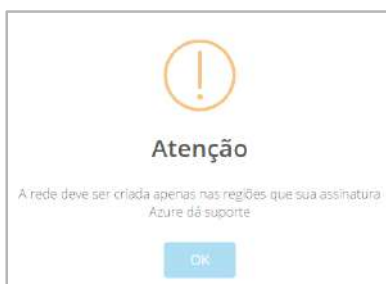 Atenção
A rede deve ser criada apenas nas regiões que sua assinatura
Azure dá suporte
OK